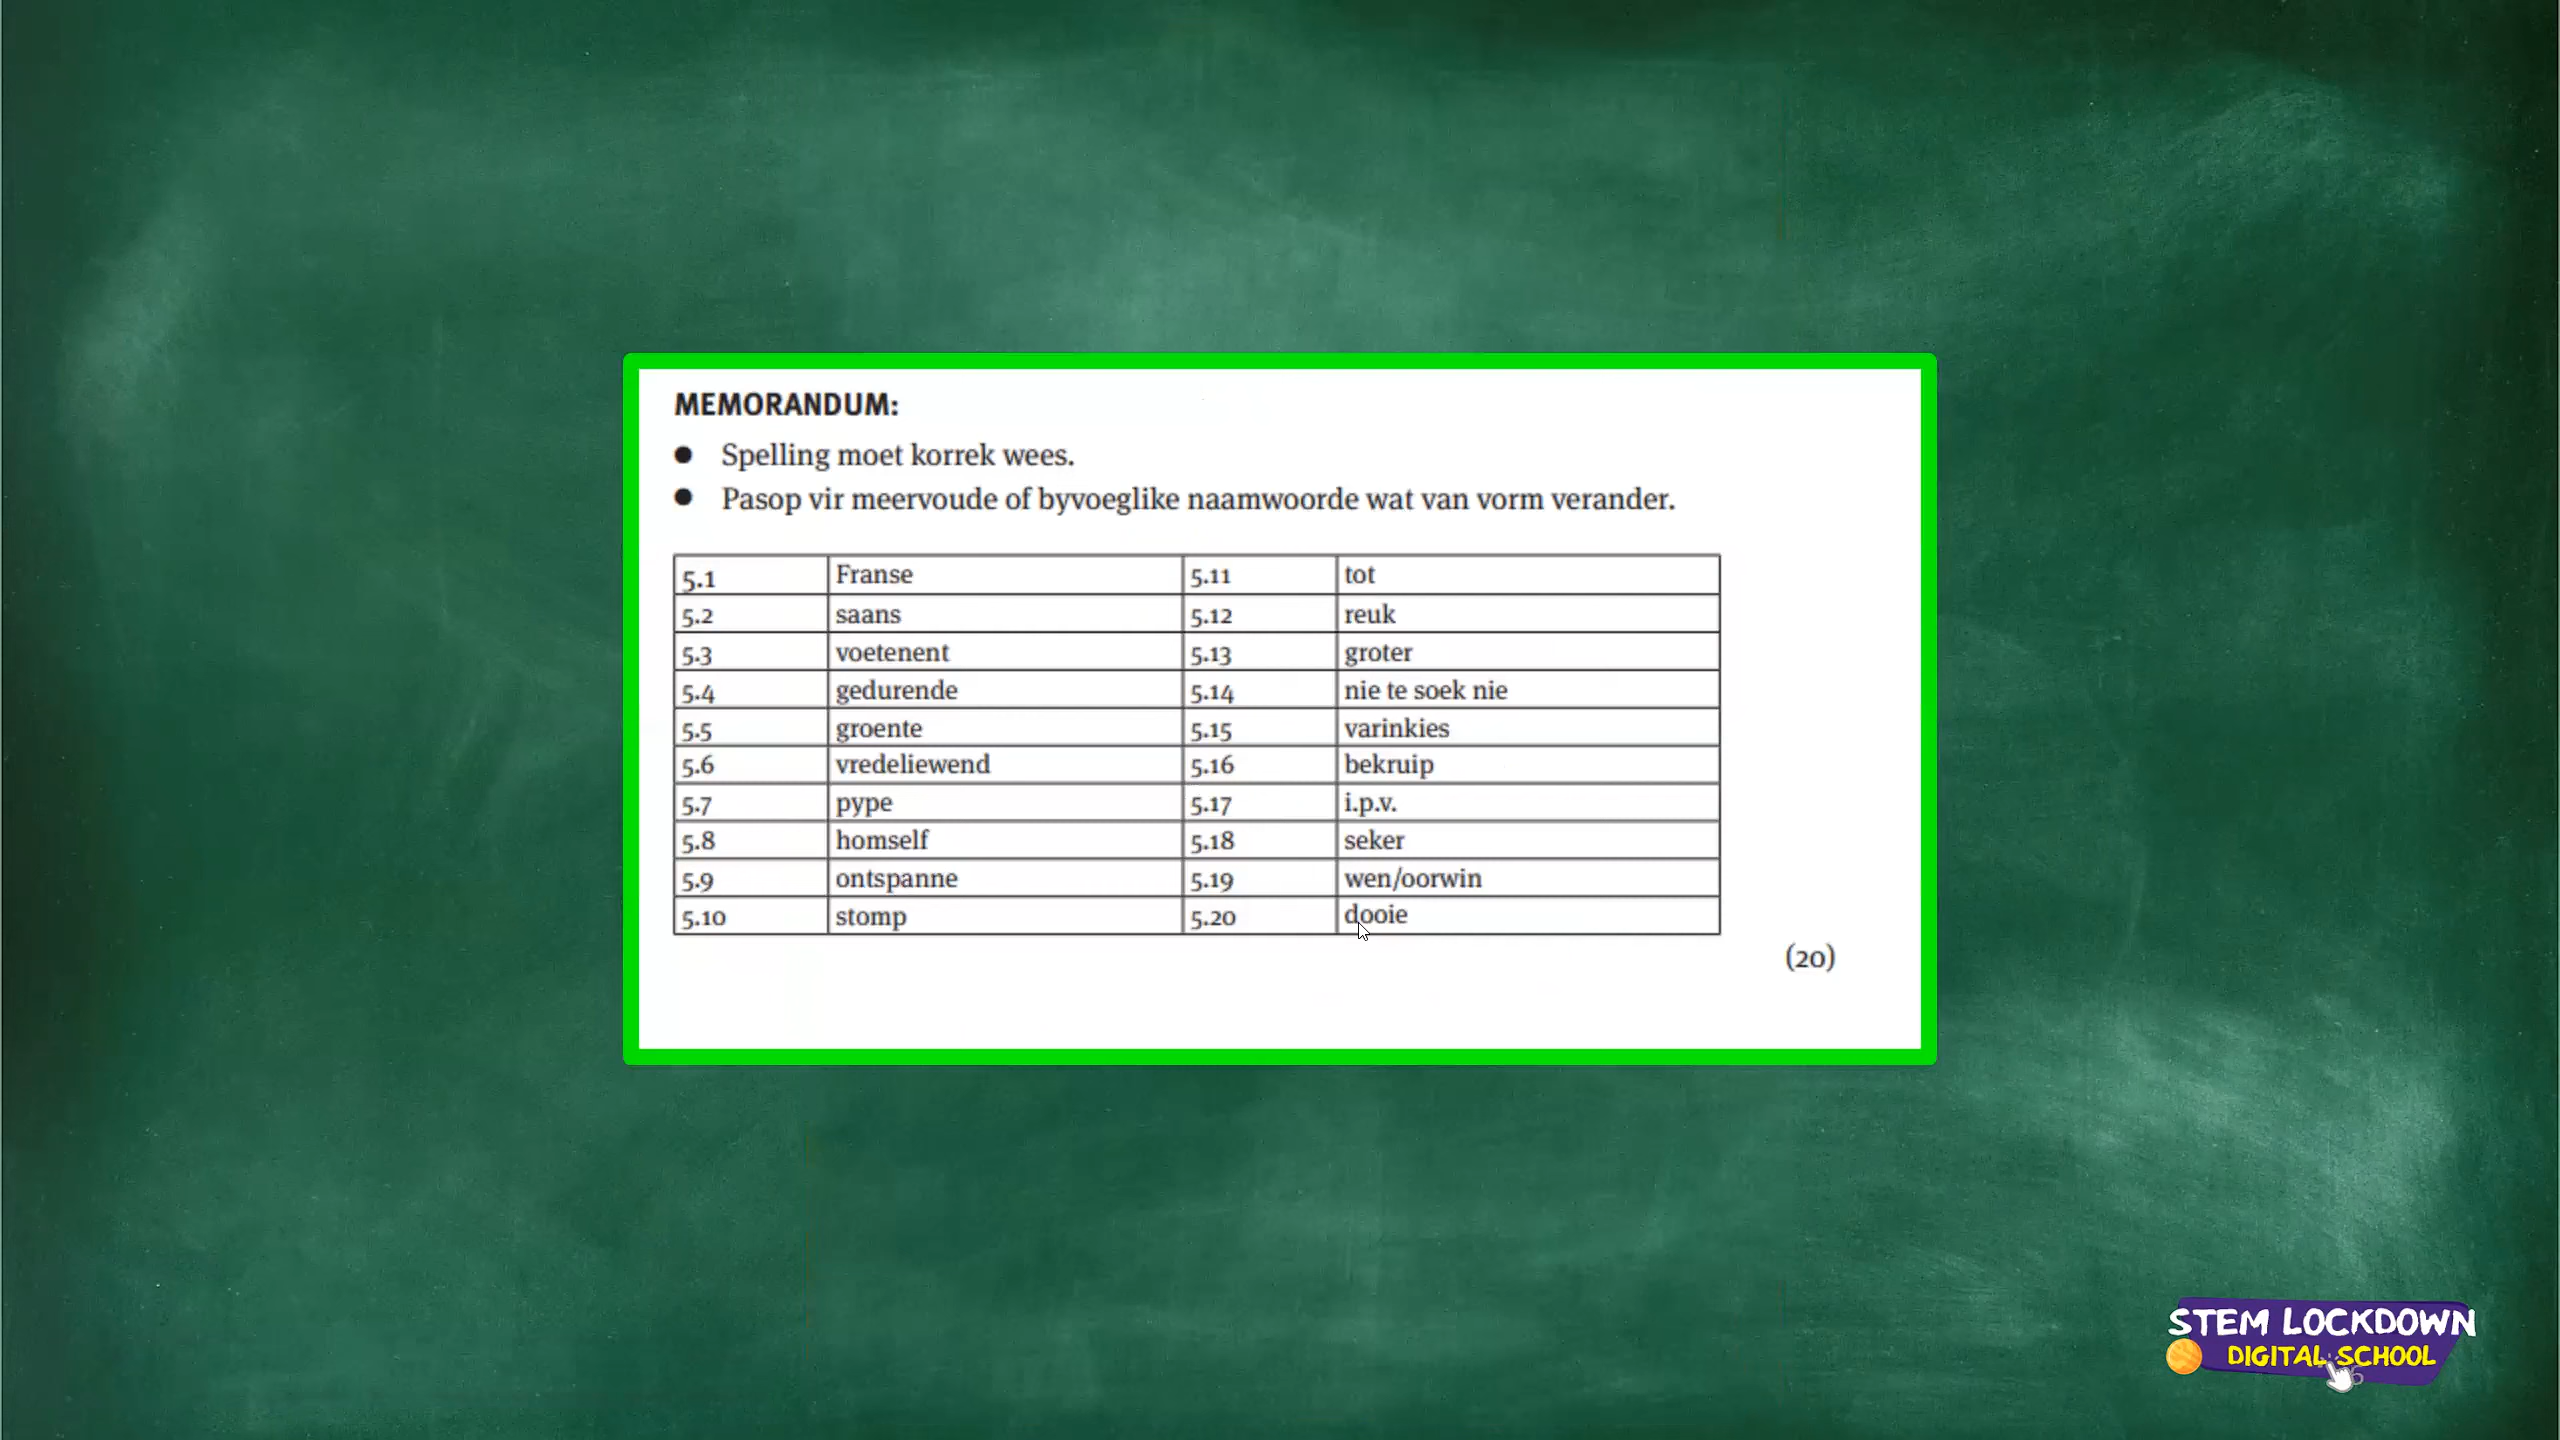 MEMORANDUM:
● Spelling moet korrek wees.
● Pasop vir meervoude of byvoeglike naamwoorde wat van vorm verander.
5.1 Franse 5.11 tot
5.2 saans 5.12 reuk
5.3 voetenent 5.13 groter
5.4 gedurende 5.14 nie te soek nie
5.5 groente 5.15 varinkies
5.6 vredeliewend 5.16 bekruip
5.7 pype 5.17 i.p.v.
5.8 homself 5.18 seker
5.9 ontspanne 5.19 wen/oorwin
5.10 stomp 5.20 dooie
(20)
STEM LOCKDOWN
DIGITAL SCHOOL